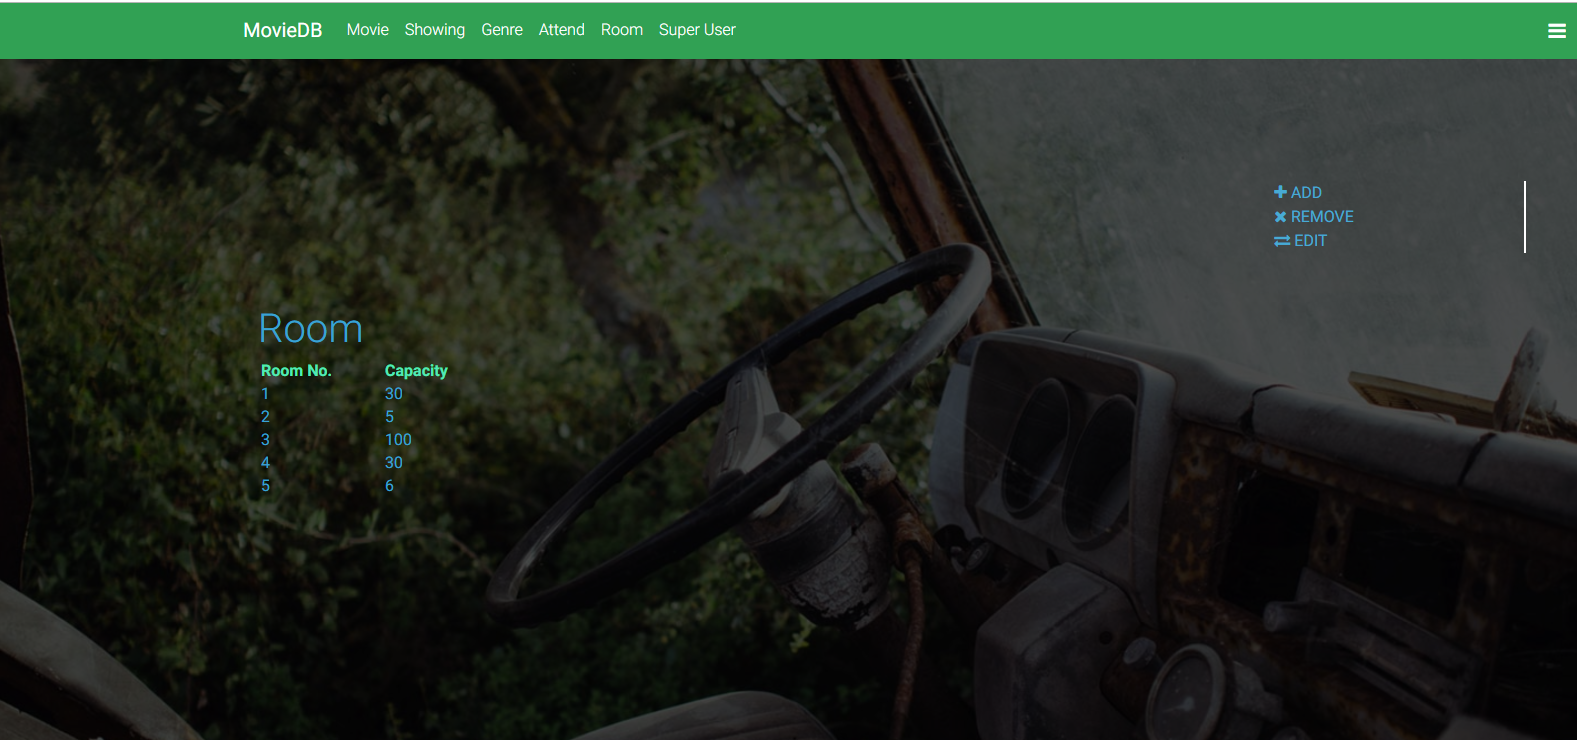 MovieDB Movie Showing Genre Attend Room Super User
ADD
REMOVE
EDIT
Room
Room No. Capacity
1 30
2 5
3 100
4 30
5 6